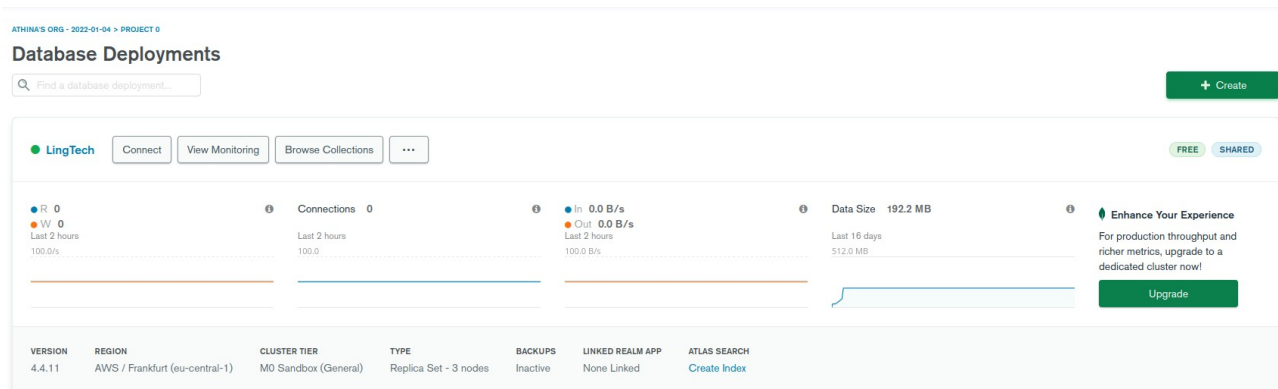 ATHINA'S ORG - 2022-01-04 > PROJECT 0
Database Deployments
Find a database deployment...
+ Create
LingTech
Connect
View Monitoring
Browse Collections
...
FREE
SHARED
R 0
W 0
Last 2 hours
100.0/s
Connections 0
Last 2 hours
100.0
In 0.0 B/s
Out 0.0 B/s
Last 2 hours
100.0 B/s
Data Size 192.2 MB
Last 16 days
512.0 MB
Enhance Your Experience
For production throughput and
richer metrics, upgrade to a
dedicated cluster now!
Upgrade
VERSION
4.4.11
REGION
AWS / Frankfurt (eu-central-1)
CLUSTER TIER
M0 Sandbox (General)
TYPE
Replica Set - 3 nodes
BACKUPS
Inactive
LINKED REALM APP
None Linked
ATLAS SEARCH
Create Index